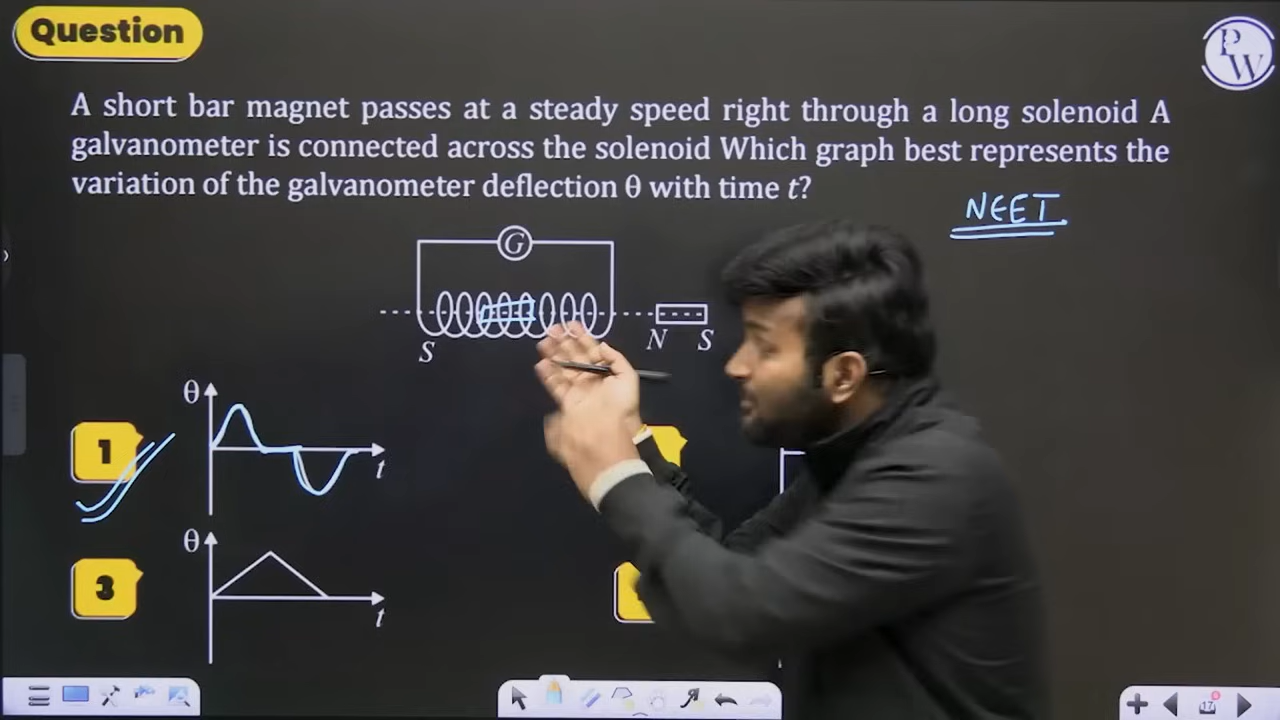 Question
P
W
A short bar magnet passes at a steady speed right through a long solenoid A
galvanometer is connected across the solenoid Which graph best represents the
variation of the galvanometer deflection θ with time t?
NEET
G
S
N S
1
θ
t
3
θ
t
17